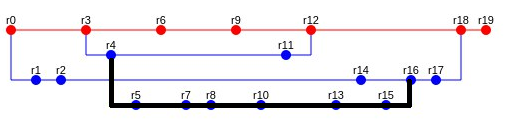 r0 r3 r6 r9 r12 r18 r19
r4 r11
r1 r2 r14 r16 r17
r5 r7 r8 r10 r13 r15